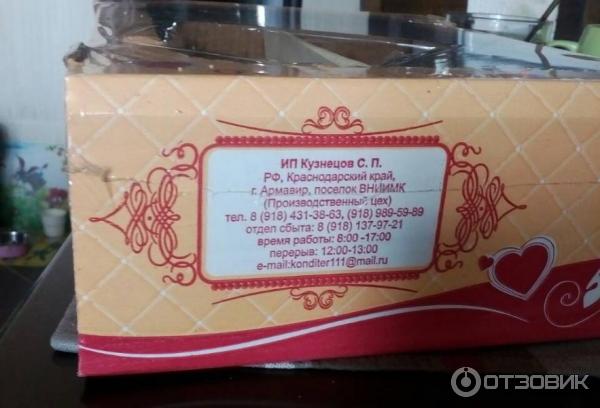 ИП Кузнецов С. П.
РФ, Краснодарский край,
г. Армавир, поселок ВНИИМК
(Производственный цех)
тел. 8 (918) 431-38-63, (918) 989-59-89
отдел сбыта: 8 (918) 137-97-21
время работы: 8:00 -17:00
перерыв: 12:00-13:00
e-mail:konditer111@mail.ru
ОТЗОВИК